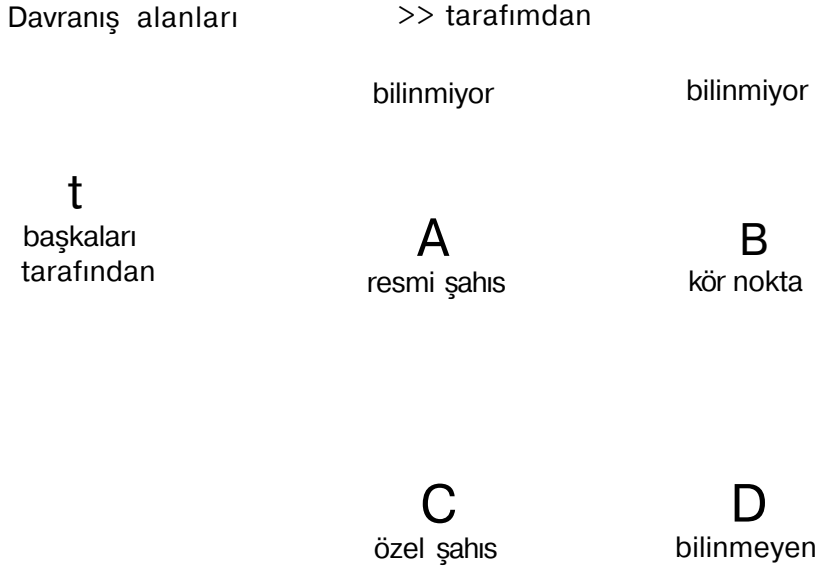 Davranış alanları >> tarafımdan
bilinmiyor bilinmiyor
t
başkaları
tarafından
A B
resmi şahıs kör nokta
C D
özel şahıs bilinmeyen